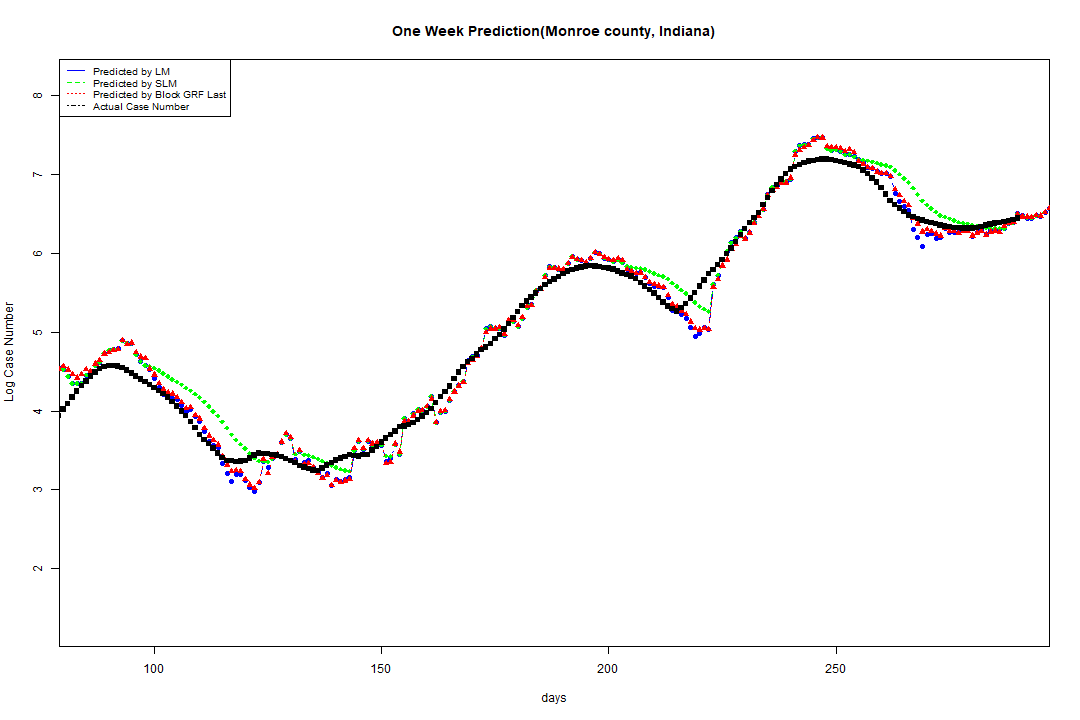 One Week Prediction(Monroe county, Indiana)
Predicted by LM
Predicted by SLM
Predicted by Block GRF Last
Actual Case Number
8
7
6
5
4
3
2
Log Case Number
100 150 200 250
days